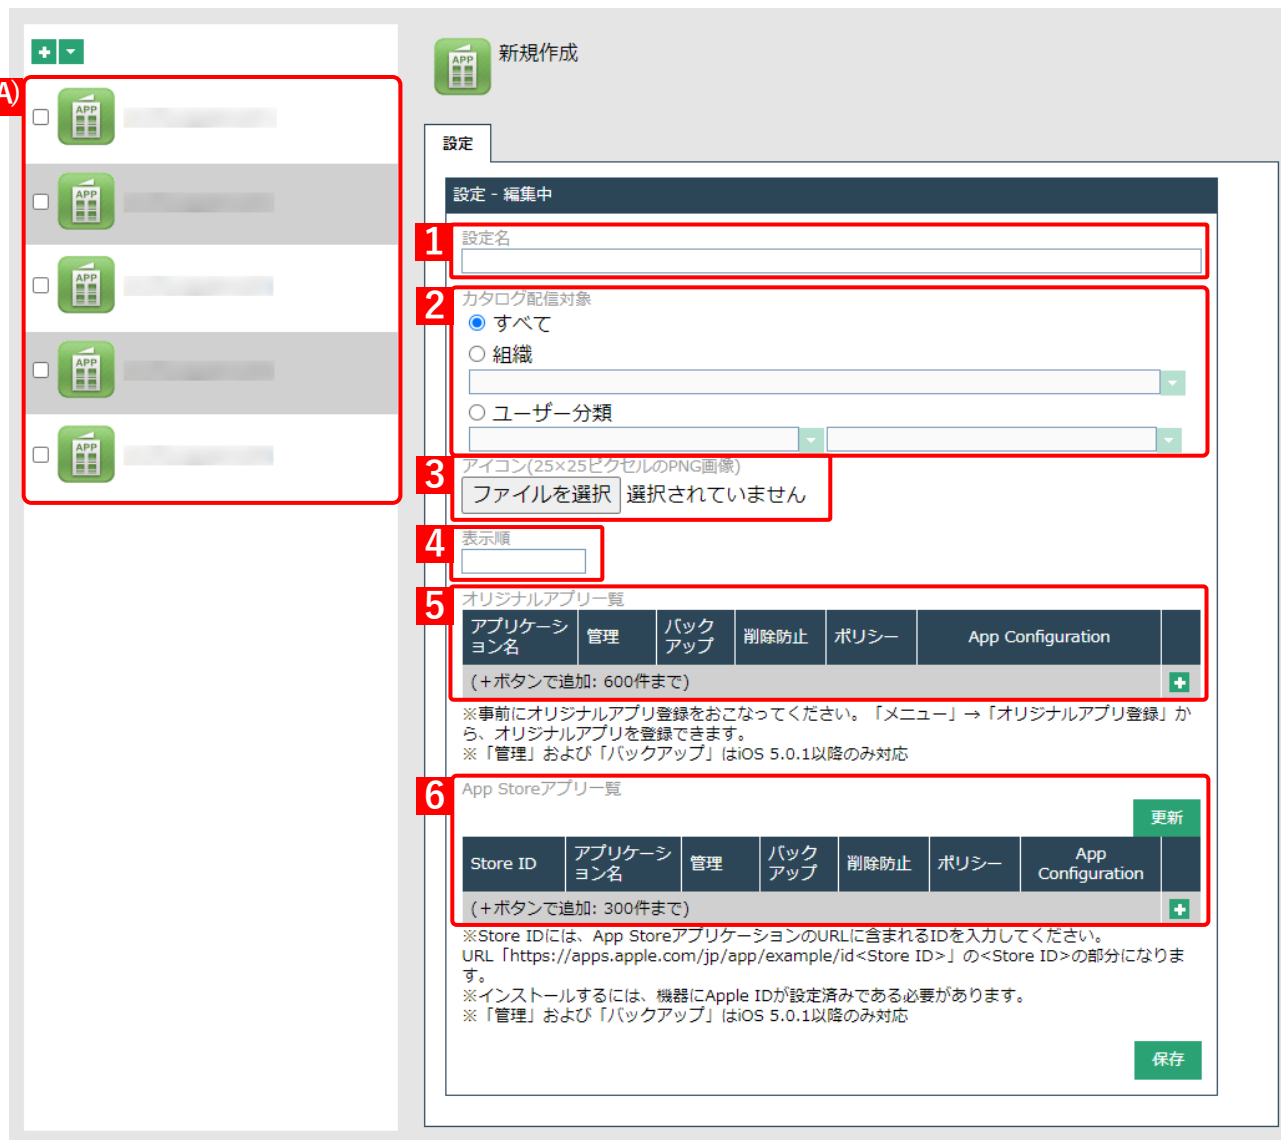 A)
APP
APP
APP
APP
APP
APP
新規作成
設定
設定 - 編集中
1
設定名
2
カタログ配信対象
すべて
組織
ユーザー分類
3
アイコン(25×25ピクセルのPNG画像)
ファイルを選択 選択されていません
4
表示順
5
オリジナルアプリ一覧
アプリケーション名 管理 バックアップ 削除防止 ポリシー App Configuration
(+ボタンで追加: 600件まで)
※事前にオリジナルアプリ登録をおこなってください。「メニュー」→「オリジナルアプリ登録」か
ら、オリジナルアプリを登録できます。
※「管理」および「バックアップ」はiOS 5.0.1以降のみ対応
6
App Storeアプリ一覧
更新
Store ID アプリケーション名 管理 バックアップ 削除防止 ポリシー App Configuration
(+ボタンで追加: 300件まで)
※Store IDには、App StoreアプリケーションのURLに含まれるIDを入力してください。
URL「https://apps.apple.com/jp/app/example/id<Store ID>」の<Store ID>の部分になりま
す。
※インストールするには、機器にApple IDが設定済みである必要があります。
※「管理」および「バックアップ」はiOS 5.0.1以降のみ対応
保存